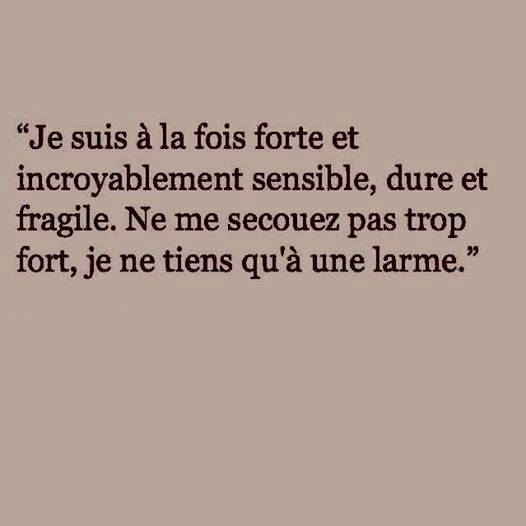 “Je suis à la fois forte et
incroyablement sensible, dure et
fragile. Ne me secouez pas trop
fort, je ne tiens qu'à une larme.”